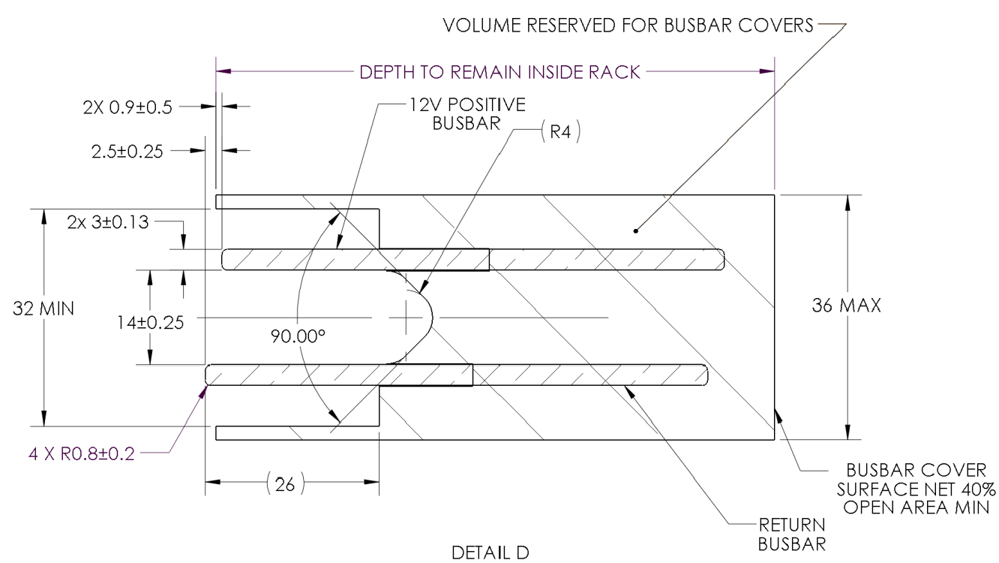 VOLUME RESERVED FOR BUSBAR COVERS
DEPTH TO REMAIN INSIDE RACK
2X 0.9±0.5
12V POSITIVE
BUSBAR
(R4)
2.5±0.25
2x 3±0.13
32 MIN
14±0.25
90.00°
36 MAX
4 X R0.8±0.2
(26)
BUSBAR COVER
SURFACE NET 40%
OPEN AREA MIN
RETURN
BUSBAR
DETAIL D